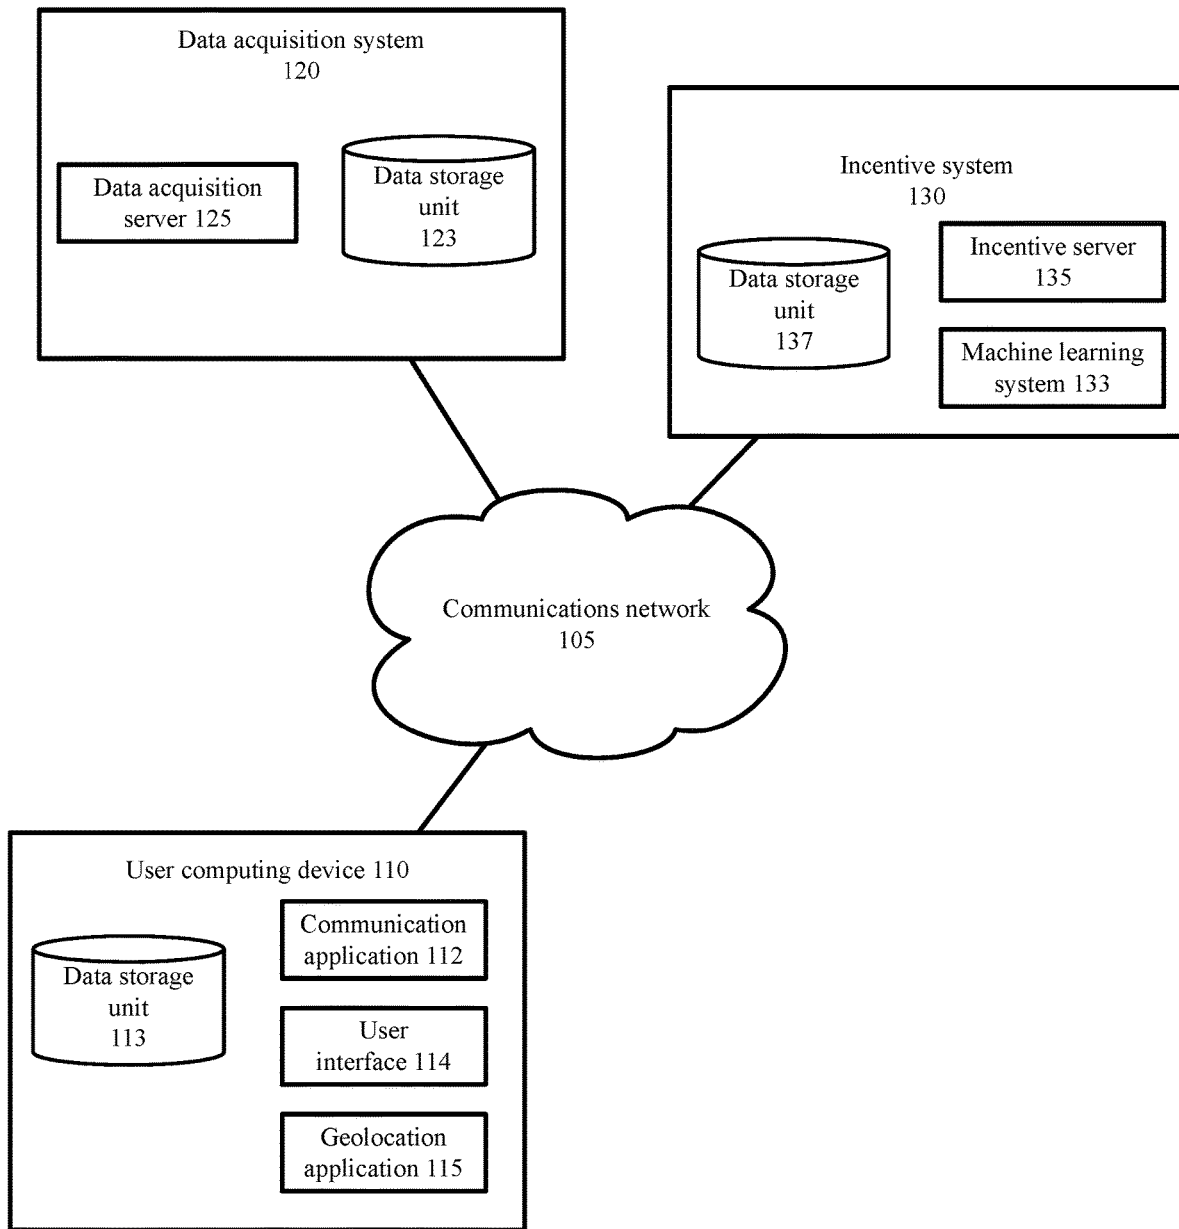 Data acquisition system
120
Data acquisition
server 125
Data storage
unit
123
Incentive system
130
Data storage
unit
137
Incentive server
135
Machine learning
system 133
Communications network
105
User computing device 110
Data storage
unit
113
Communication
application 112
User
interface 114
Geolocation
application 115